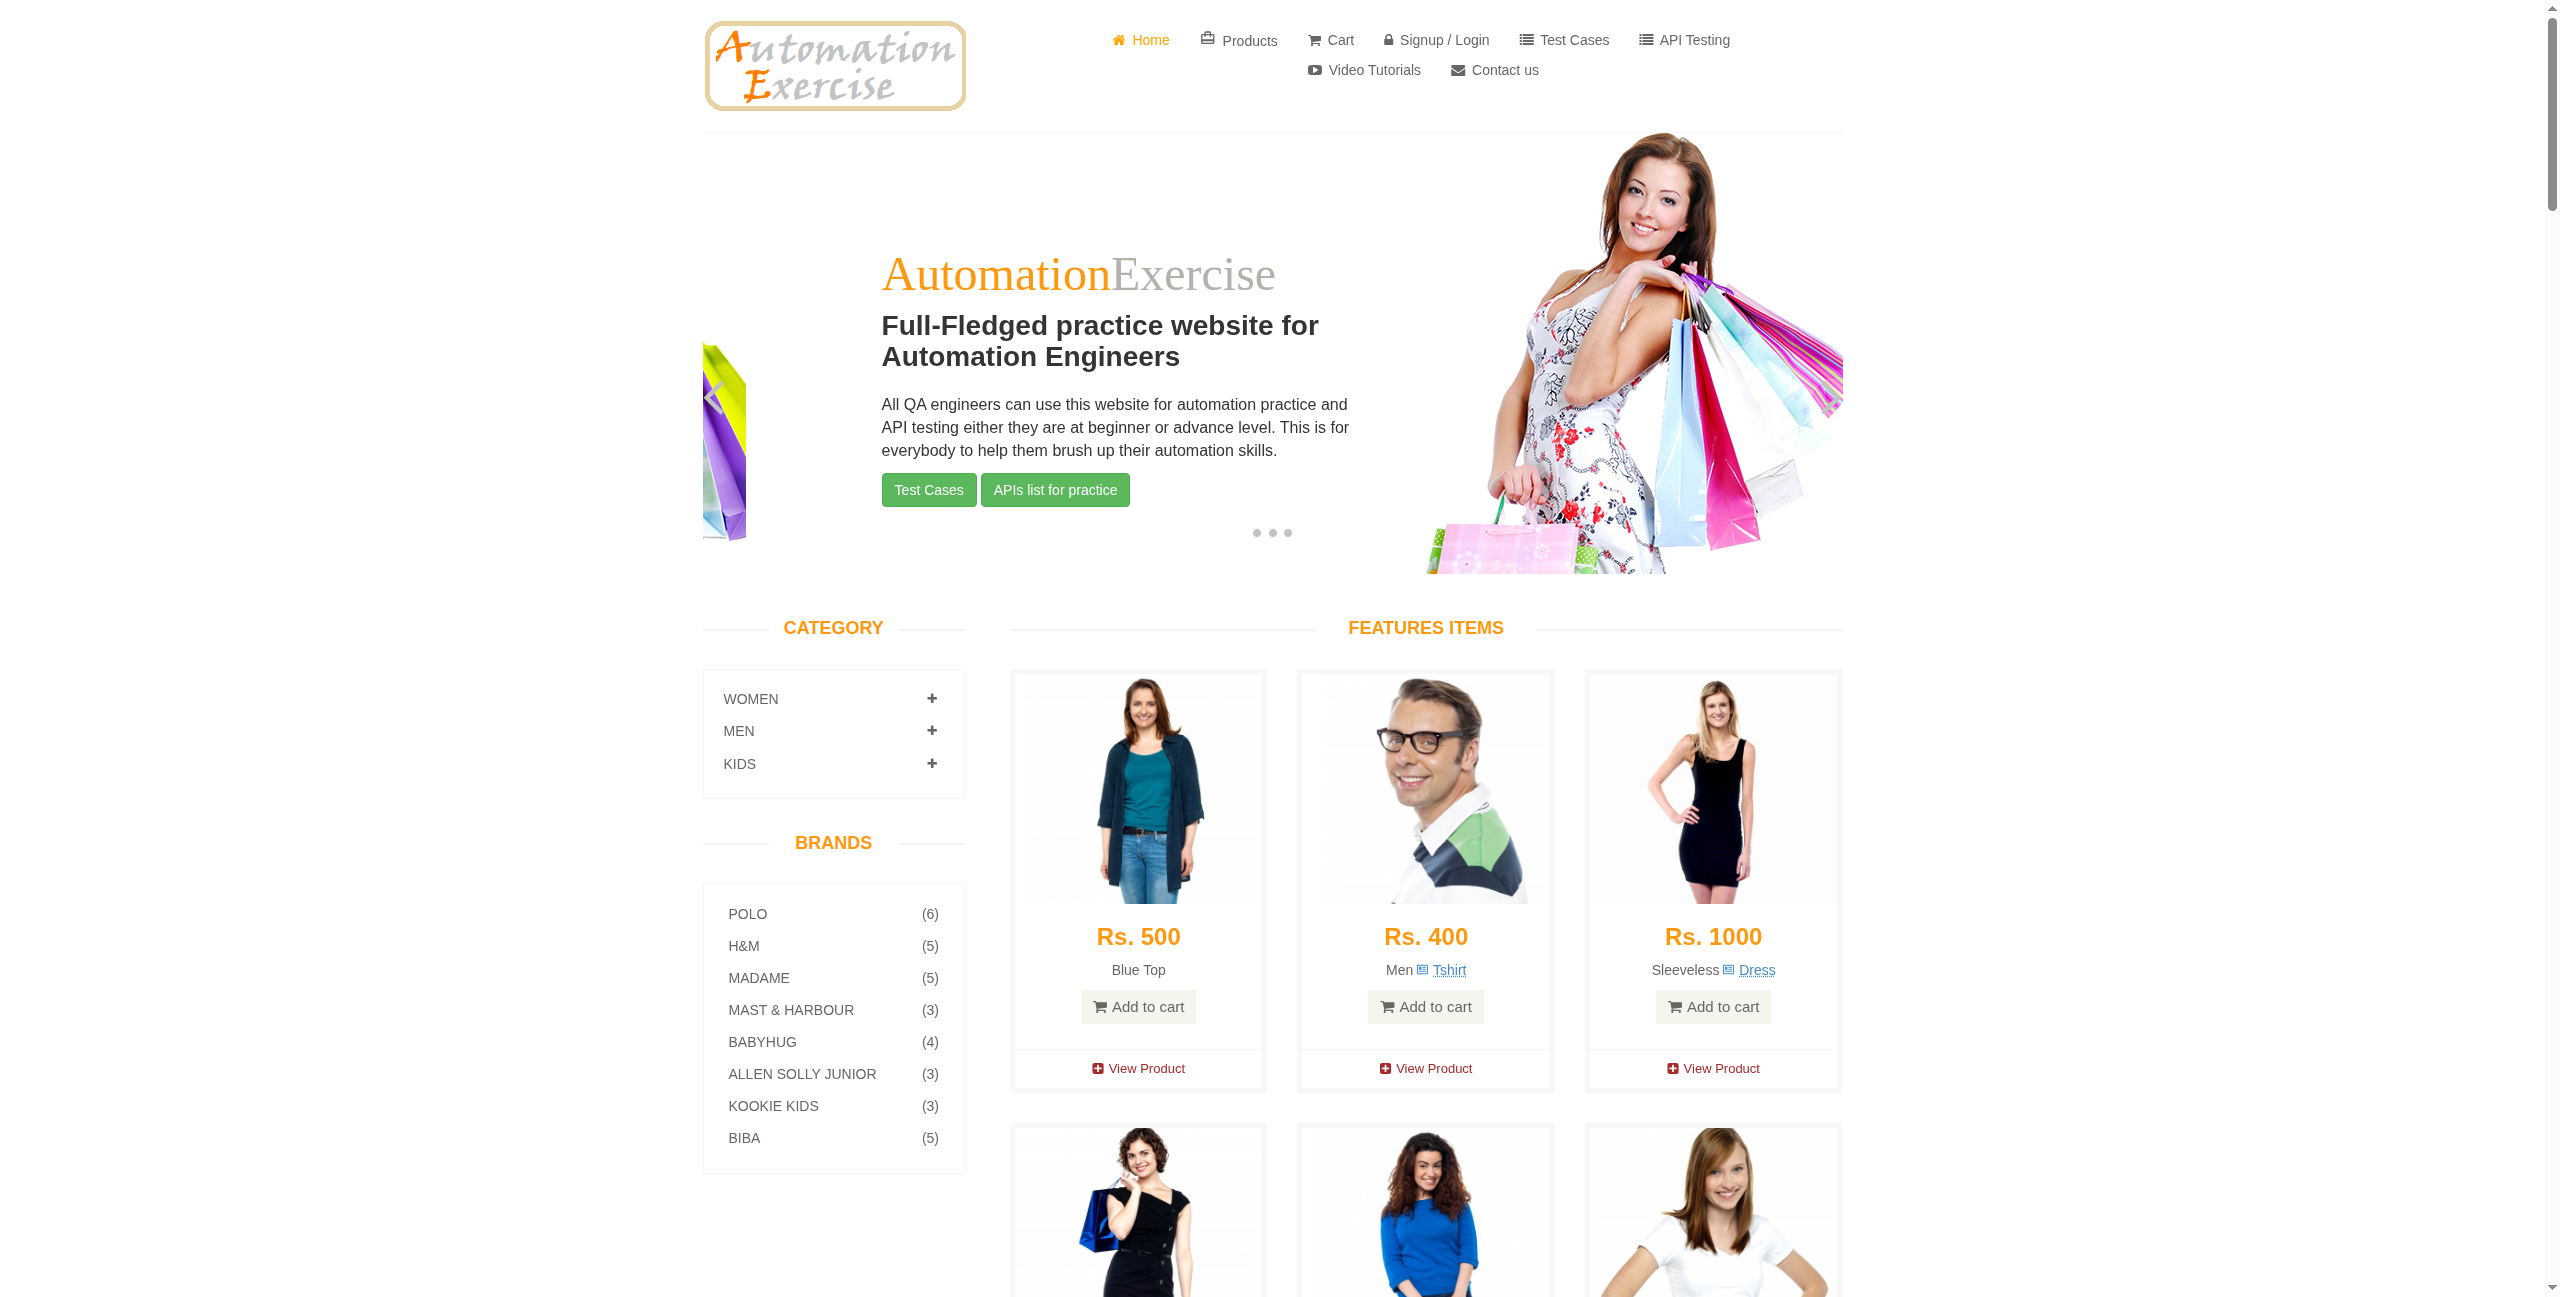 Automation
Exercise
Home
Products
Cart
Signup / Login
Test Cases
API Testing
Video Tutorials
Contact us
AutomationExercise
Full-Fledged practice website for
Automation Engineers
All QA engineers can use this website for automation practice and
API testing either they are at beginner or advance level. This is for
everybody to help them brush up their automation skills.
Test Cases
APIs list for practice
CATEGORY
WOMEN
MEN
KIDS
BRANDS
POLO (6)
H&M (5)
MADAME (5)
MAST & HARBOUR (3)
BABYHUG (4)
ALLEN SOLLY JUNIOR (3)
KOOKIE KIDS (3)
BIBA (5)
FEATURES ITEMS
Rs. 500
Blue Top
Add to cart
View Product
Rs. 400
Men Tshirt
Add to cart
View Product
Rs. 1000
Sleeveless Dress
Add to cart
View Product